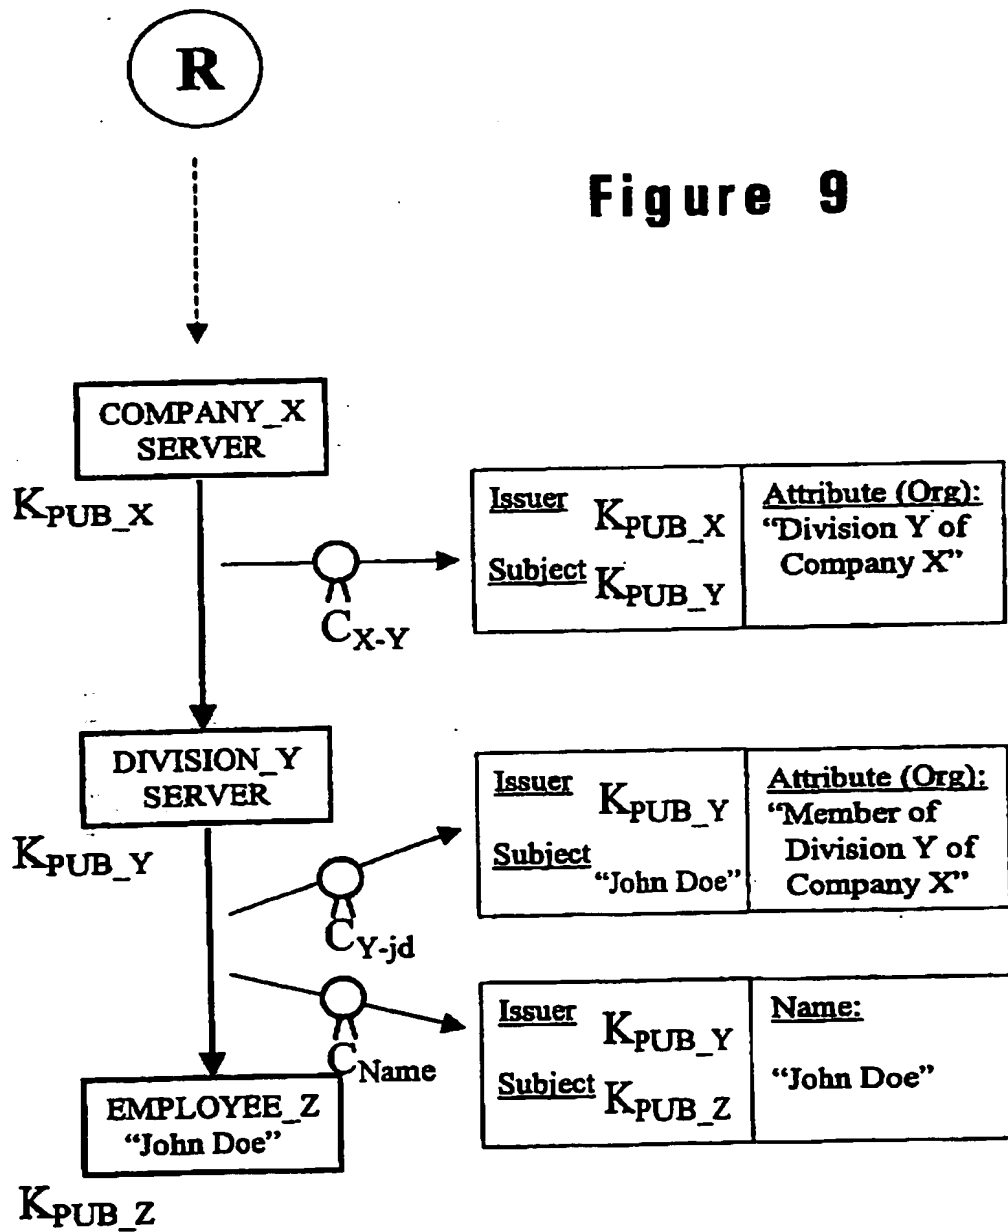 R
Figure 9
COMPANY_X
SERVER
KPUB_X
Issuer KPUB_X
Subject KPUB_Y
Attribute (Org):
“Division Y of
Company X”
CX-Y
DIVISION_Y
SERVER
KPUB_Y
Issuer KPUB_Y
Subject “John Doe”
Attribute (Org):
“Member of
Division Y of
Company X”
CY-jd
CName
Issuer KPUB_Y
Subject KPUB_Z
Name:
“John Doe”
EMPLOYEE_Z
“John Doe”
KPUB_Z